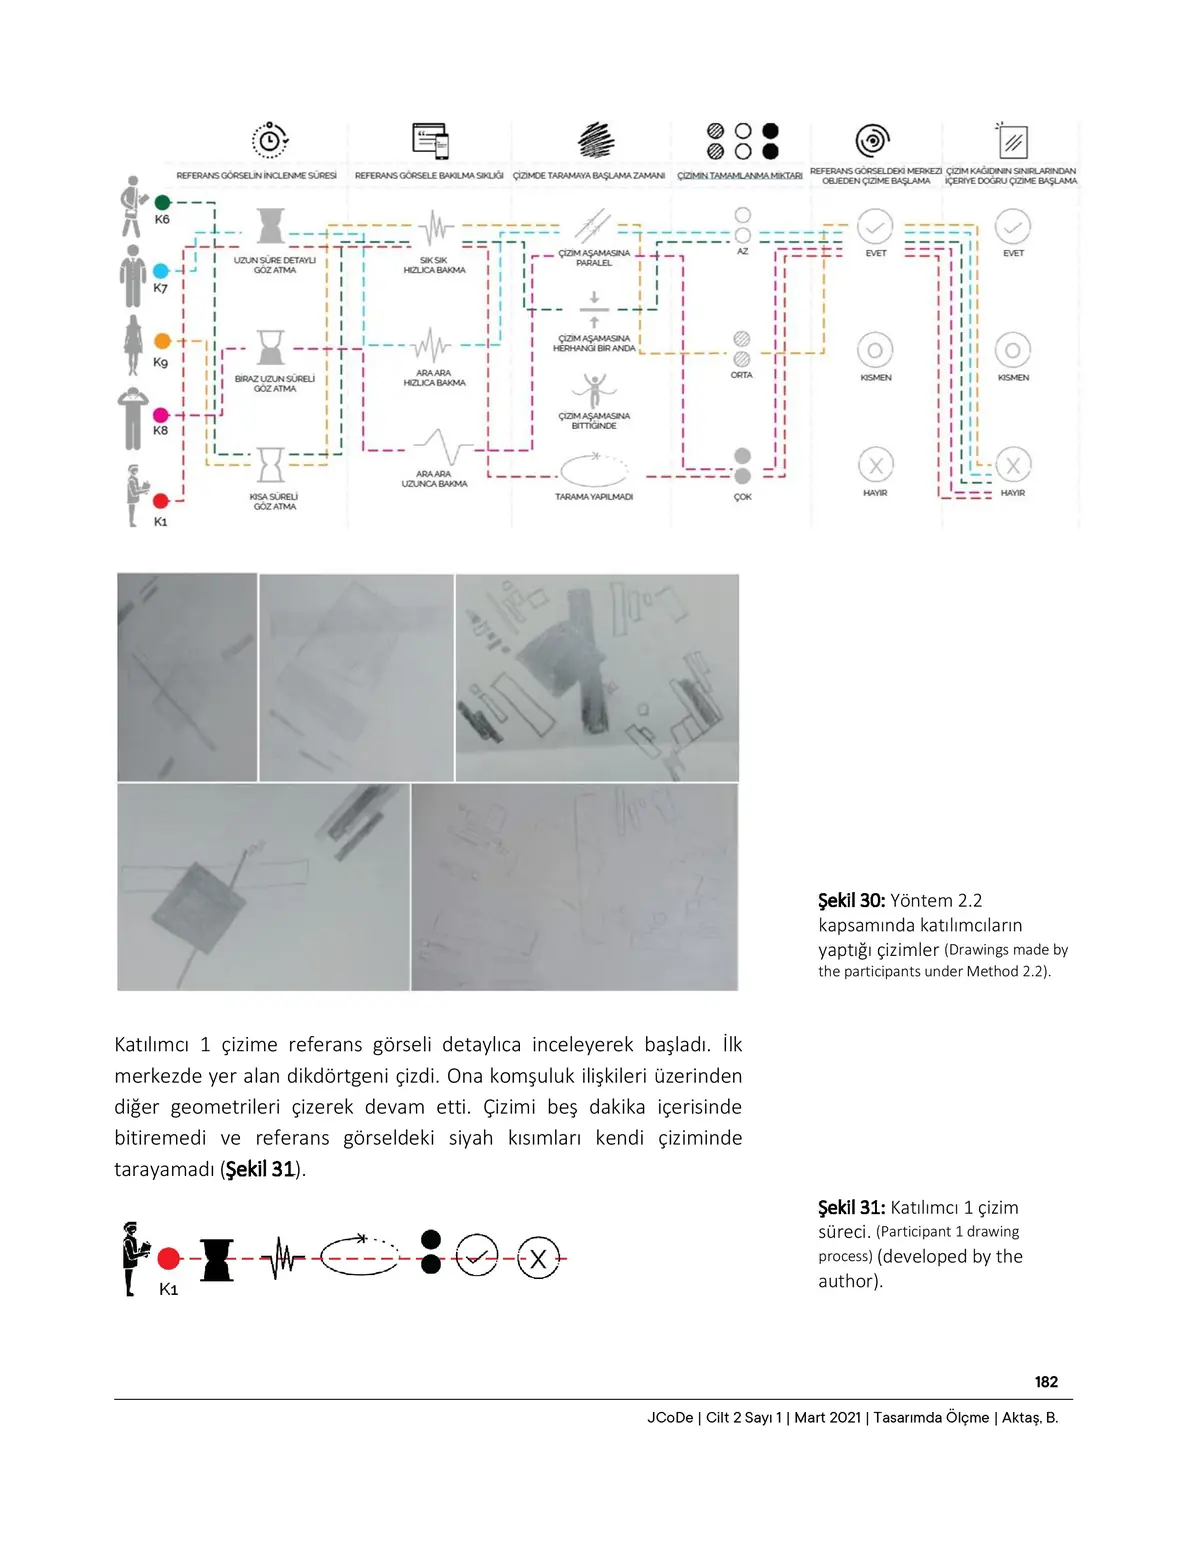 REFERANS GÖRSELİN İNCLENME SÜRESİ
REFERANS GÖRSELE BAKILMA SIKLIĞI
ÇİZİMDE TARAMAYA BAŞLAMA ZAMANI
ÇİZİMİN TAMAMLANMA MİKTARI
REFERANS GÖRSELDEKİ MERKEZİ
OBJEDEN ÇİZİME BAŞLAMA
ÇİZİM KAĞIDININ SINIRLARINDAN
İÇERİYE DOĞRU ÇİZİME BAŞLAMA
K6
K7
K9
K8
K1
UZUN SÜRE DETAYLI
GÖZ ATMA
BİRAZ UZUN SÜRELİ
GÖZ ATMA
KISA SÜRELİ
GÖZ ATMA
SIK SIK
HIZLICA BAKMA
ARA ARA
HIZLICA BAKMA
ARA ARA
UZUNCA BAKMA
ÇİZİM AŞAMASINA
PARALEL
ÇİZİM AŞAMASINA
HERHANGİ BİR ANDA
ÇİZİM AŞAMASINA
BİTTİĞİNDE
TARAMA YAPILMADI
AZ
ORTA
ÇOK
EVET
KISMEN
HAYIR
EVET
KISMEN
HAYIR
Şekil 30: Yöntem 2.2
kapsamında katılımcıların
yaptığı çizimler (Drawings made by
the participants under Method 2.2).
Katılımcı 1 çizime referans görseli detaylıca inceleyerek başladı. İlk
merkezde yer alan dikdörtgeni çizdi. Ona komşuluk ilişkileri üzerinden
diğer geometrileri çizerek devam etti. Çizimi beş dakika içerisinde
bitiremedi ve referans görseldeki siyah kısımları kendi çiziminde
tarayamadı (Şekil 31).
Şekil 31: Katılımcı 1 çizim
süreci. (Participant 1 drawing
process) (developed by the
author).
K1
182
JCoDe | Cilt 2 Sayı 1 | Mart 2021 | Tasarımda Ölçme | Aktaş, B.